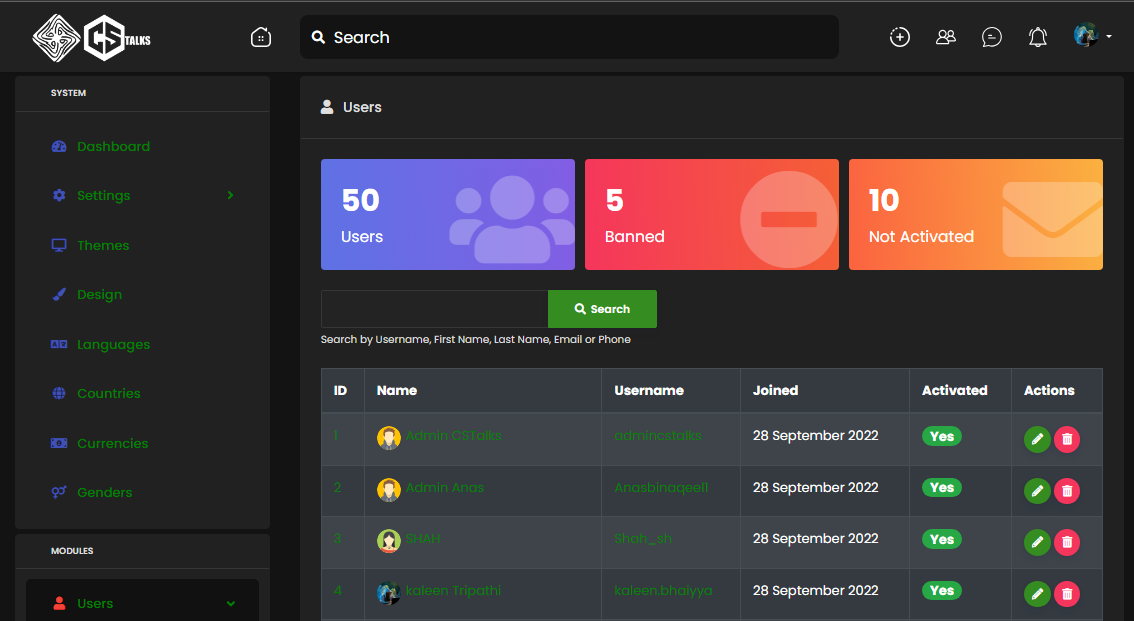 CS TALKS
Search
SYSTEM
Dashboard
Settings
Themes
Design
Languages
Countries
Currencies
Genders
MODULES
Users
Users
50
Users
5
Banned
10
Not Activated
Search
Search by Username, First Name, Last Name, Email or Phone
ID Name Username Joined Activated Actions
1 Admin CSTalks admincstalks 28 September 2022 Yes
2 Admin Anas Anasbinaqeell 28 September 2022 Yes
3 SHAH Shah_sh 28 September 2022 Yes
4 kaleen Tripathi kaleen.bhaiyya 28 September 2022 Yes